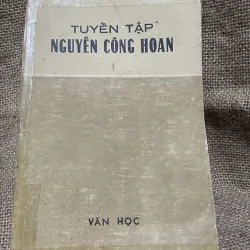 TUYỂN TẬP
NGUYỄN CÔNG HOAN
I
VĂN HỌC